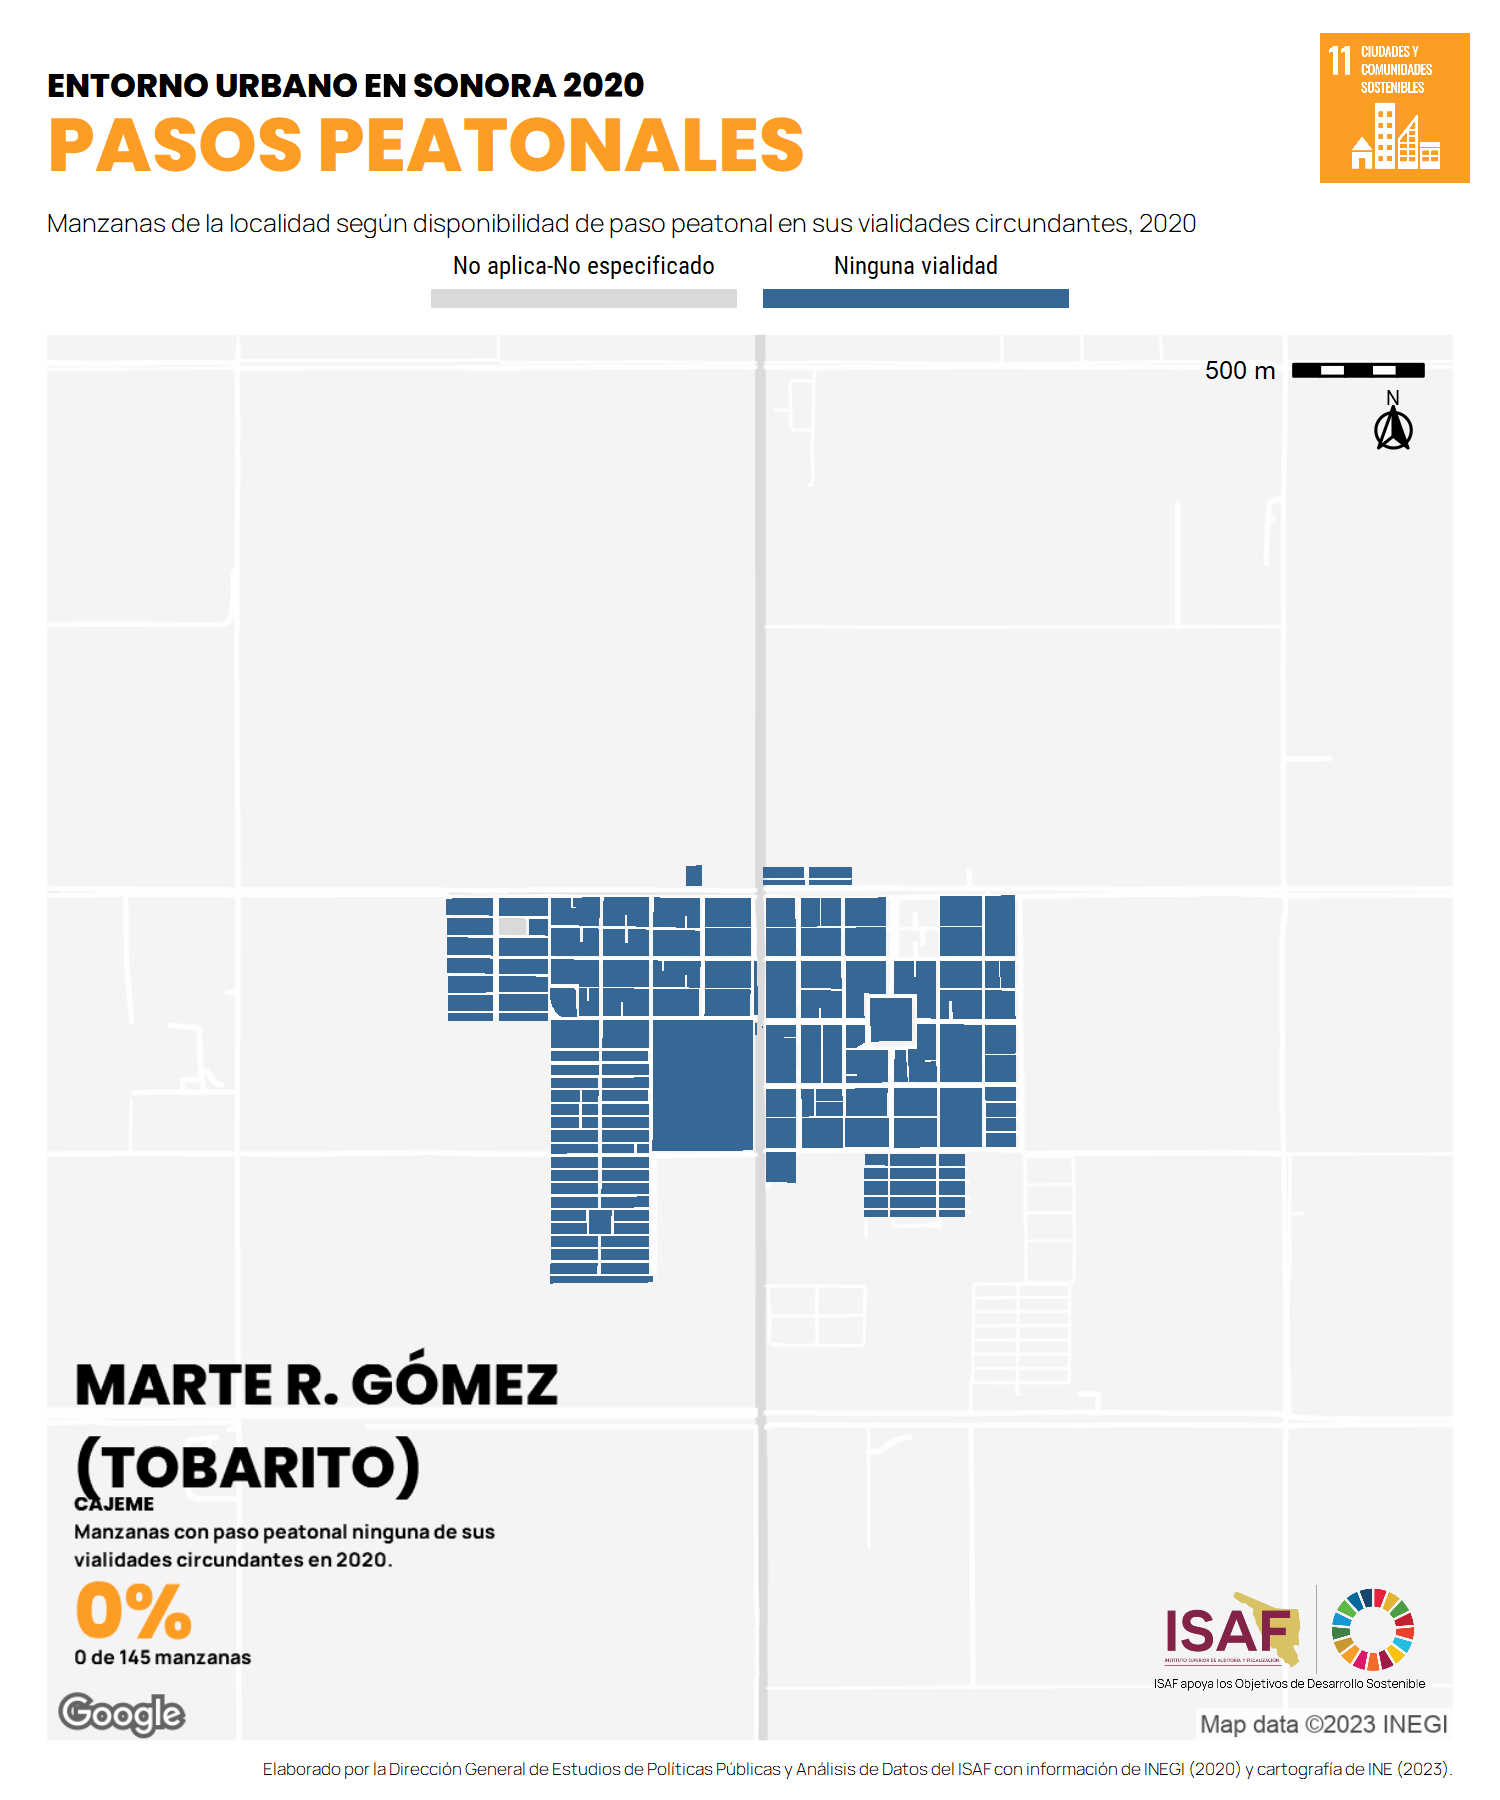 ENTORNO URBANO EN SONORA 2020
PASOS PEATONALES
11 CIUDADES Y
COMUNIDADES
SOSTENIBLES
Manzanas de la localidad según disponibilidad de paso peatonal en sus vialidades circundantes, 2020
No aplica-No especificado
Ninguna vialidad
500 m
N
MARTE R. GÓMEZ
(TOBARITO)
CAJEME
Manzanas con paso peatonal ninguna de sus
vialidades circundantes en 2020.
0%
0 de 145 manzanas
ISAF
INSTITUTO SUPERIOR DE AUDITORÍA Y FISCALIZACIÓN
ISAF apoya los Objetivos de Desarrollo Sostenible
Google
Map data ©2023 INEGI
Elaborado por la Dirección General de Estudios de Políticas Públicas y Análisis de Datos del ISAF con información de INEGI (2020) y cartografía de INE (2023).